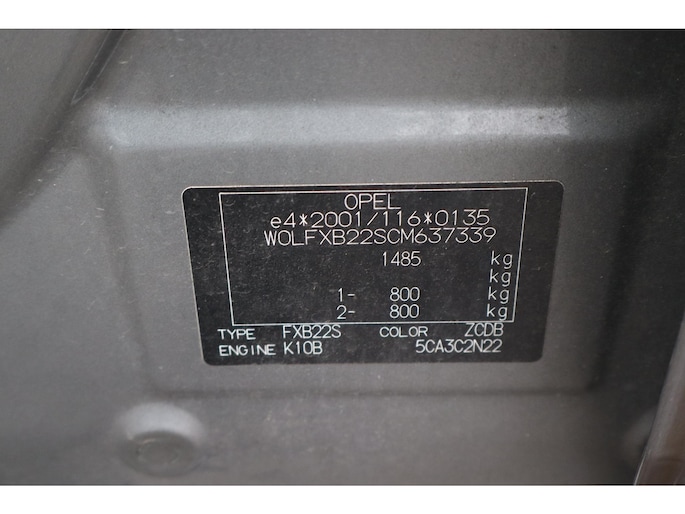 OPEL
e4*2001/116*0135
W0LFXB22SCM637339
1485 kg
kg
1- 800 kg
2- 800 kg
TYPE FXB22S COLOR ZCDB
ENGINE K10B 5CA3C2N22